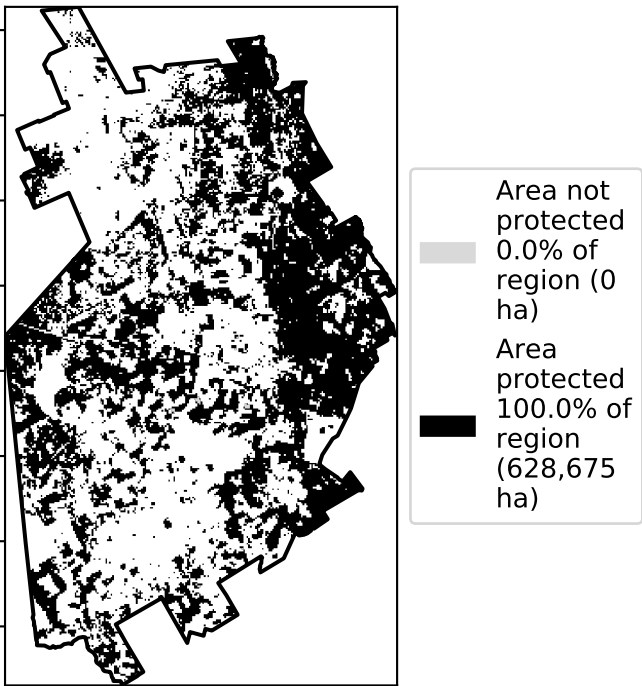 Area not
protected
0.0% of
region (0
ha)
Area
protected
100.0% of
region
(628,675
ha)